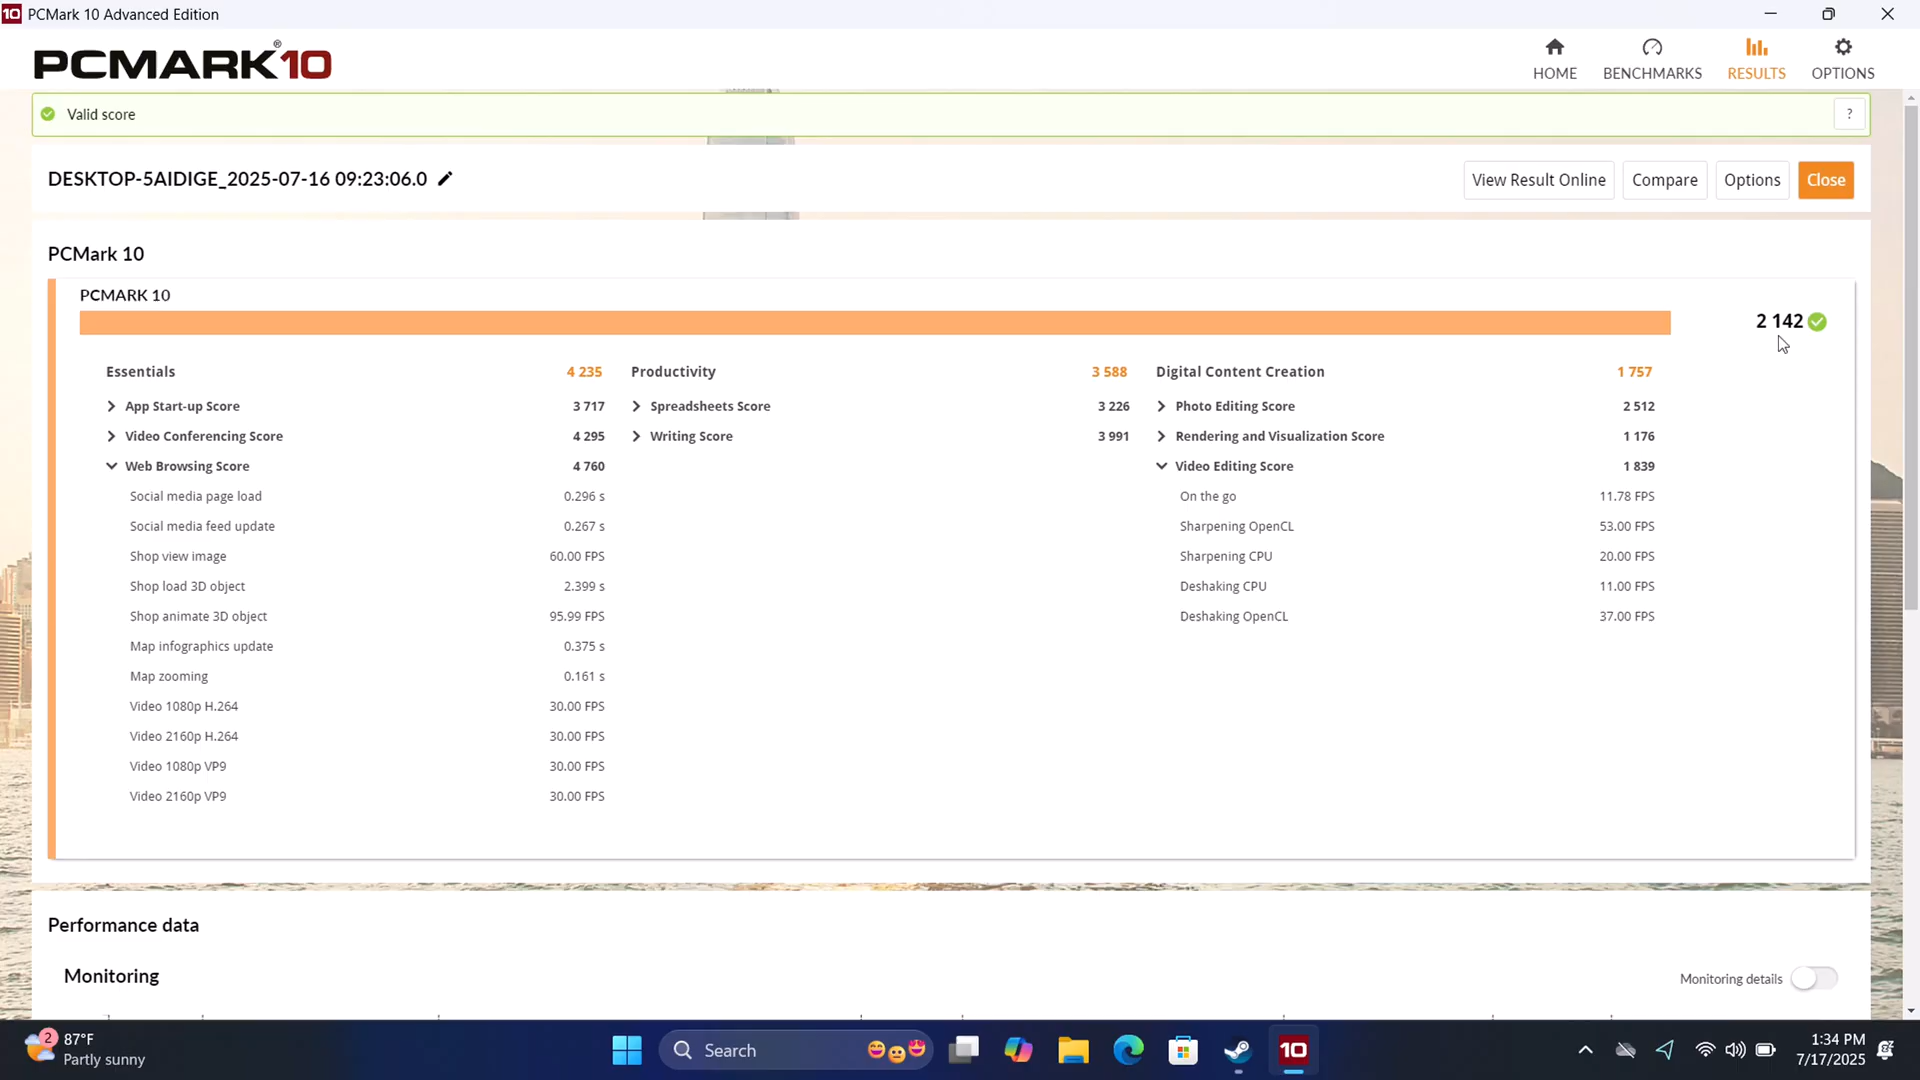 10 PCMark 10 Advanced Edition
PCMARK®10
HOME BENCHMARKS RESULTS OPTIONS
Valid score ?
DESKTOP-5AIDIGE_2025-07-16 09:23:06.0
View Result Online Compare Options Close
PCMark 10
PCMARK 10
2 142
Essentials 4 235 Productivity 3 588 Digital Content Creation 1 757
App Start-up Score 3 717 Spreadsheets Score 3 226 Photo Editing Score 2 512
Video Conferencing Score 4 295 Writing Score 3 991 Rendering and Visualization Score 1 176
Web Browsing Score 4 760 Video Editing Score 1 839
Social media page load 0.296 s On the go 11.78 FPS
Social media feed update 0.267 s Sharpening OpenCL 53.00 FPS
Shop view image 60.00 FPS Sharpening CPU 20.00 FPS
Shop load 3D object 2.399 s Deshaking CPU 11.00 FPS
Shop animate 3D object 95.99 FPS Deshaking OpenCL 37.00 FPS
Map infographics update 0.375 s
Map zooming 0.161 s
Video 1080p H.264 30.00 FPS
Video 2160p H.264 30.00 FPS
Video 1080p VP9 30.00 FPS
Video 2160p VP9 30.00 FPS
Performance data
Monitoring
Monitoring details
2 87°F
Partly sunny
Search
10
1:34 PM
7/17/2025